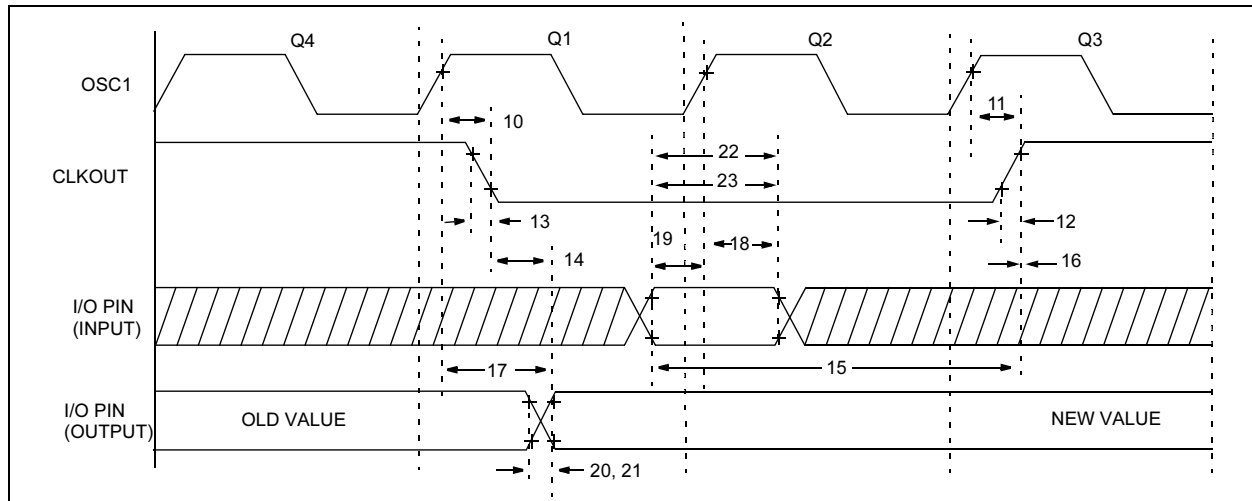 Q4 Q1 Q2 Q3
OSC1
10
11
CLKOUT
22
23
13
12
19
18
14
16
I/O PIN
(INPUT)
17
15
I/O PIN
(OUTPUT)
OLD VALUE
NEW VALUE
20, 21